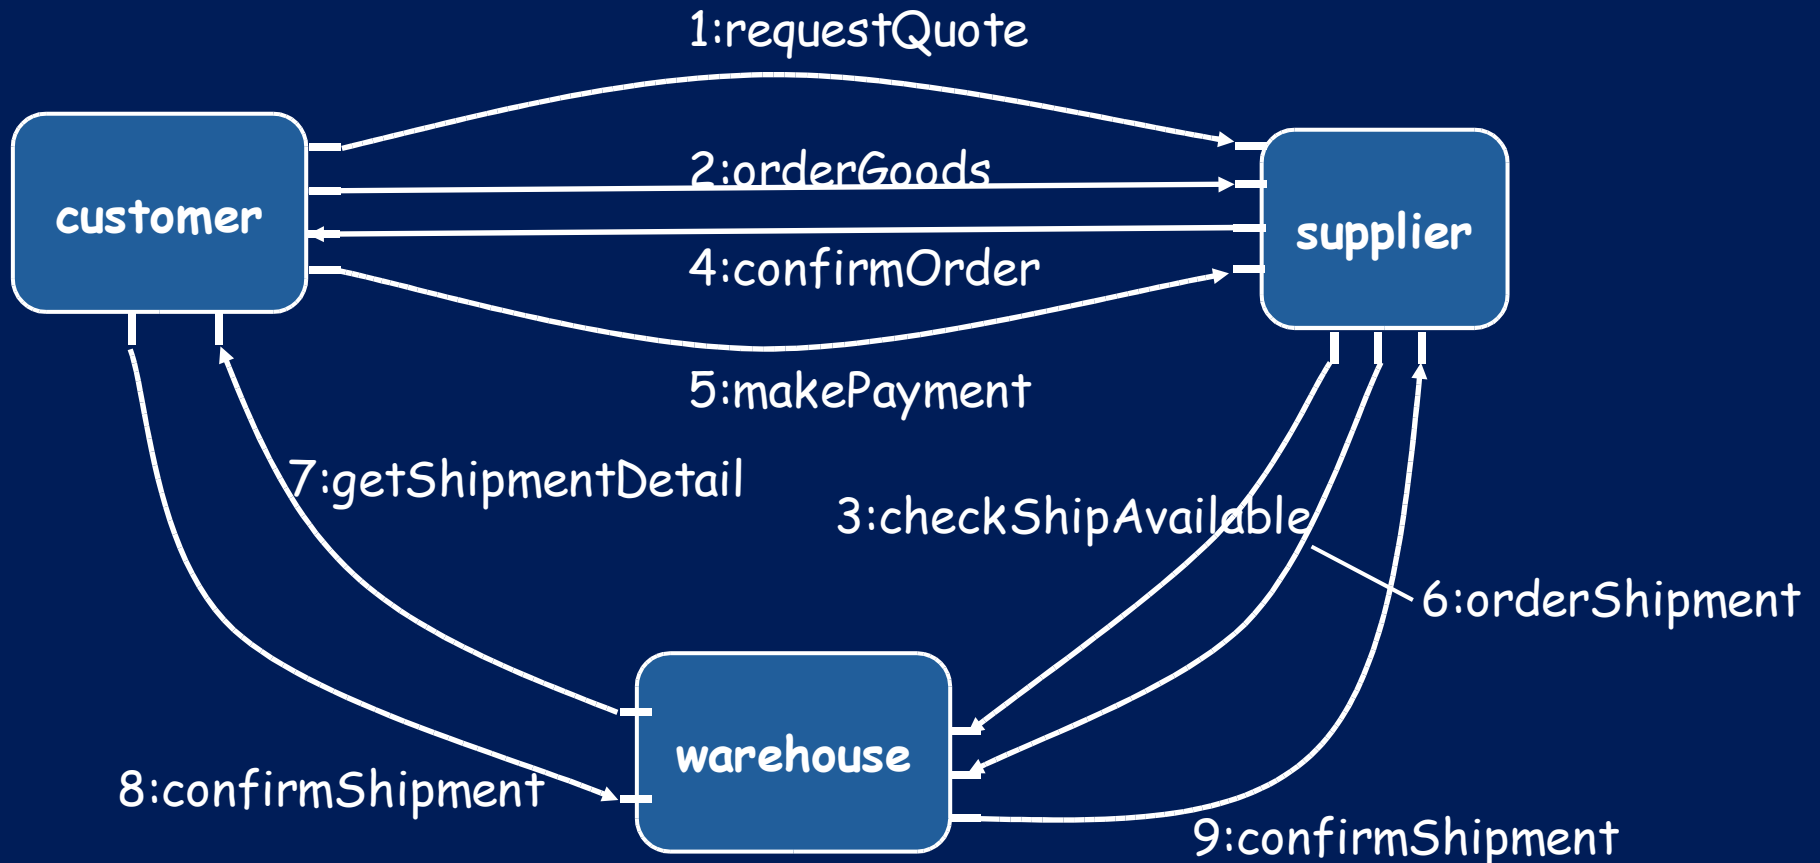 1:requestQuote
2:orderGoods
customer
supplier
4:confirmOrder
5:makePayment
7:getShipmentDetail
3:checkShipAvailable
6:orderShipment
warehouse
8:confirmShipment
9:confirmShipment